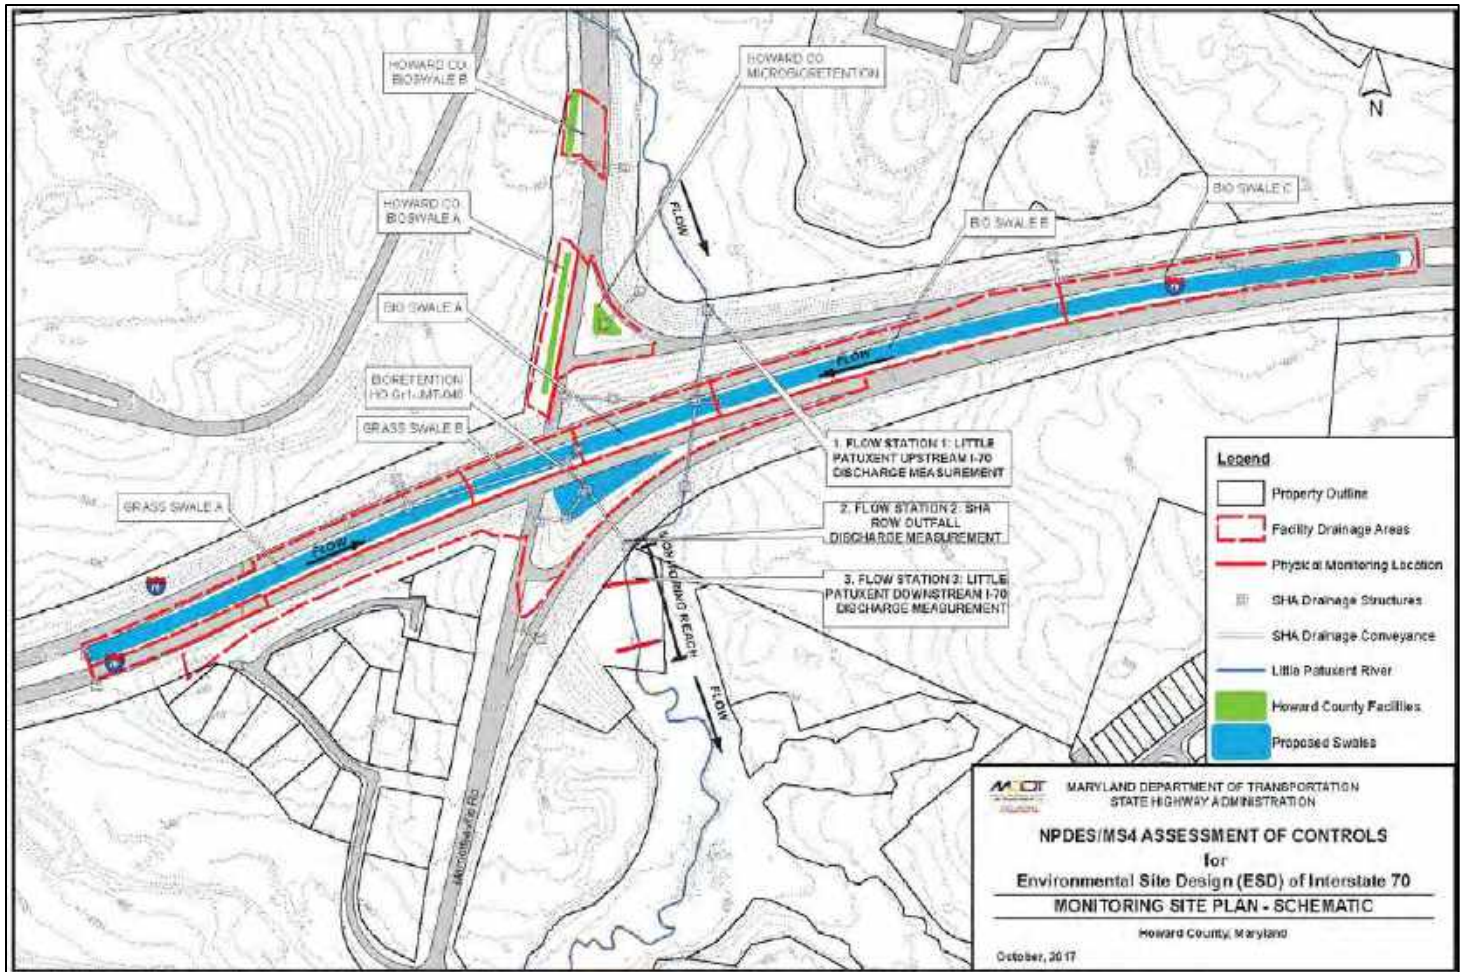 HOWARD CO.
BIOSWALE B
HOWARD CO.
MICROBIORETENTION
N
HOWARD CO.
BIOSWALE A
FLOW
BIO SWALE B
BIO SWALE C
BIO SWALE A
FLOW
BIORETENTION
GRASS SWALE B
GRASS SWALE A
FLOW
1. FLOW STATION 1: LITTLE
PATUXENT UPSTREAM I-70
DISCHARGE MEASUREMENT
2. FLOW STATION 2: SHA
ROW OUTFALL
DISCHARGE MEASUREMENT
3. FLOW STATION 3: LITTLE
PATUXENT DOWNSTREAM I-70
DISCHARGE MEASUREMENT
MONITORING REACH
FLOW
Marriottsville Rd
Legend
Property Outline
Facility Drainage Areas
Physical Monitoring Location
SHA Drainage Structures
SHA Drainage Conveyance
Little Patuxent River
Howard County Facilities
Proposed Swales
MDOT
MARYLAND DEPARTMENT OF TRANSPORTATION
STATE HIGHWAY ADMINISTRATION
NPDES/MS4 ASSESSMENT OF CONTROLS
for
Environmental Site Design (ESD) of Interstate 70
MONITORING SITE PLAN - SCHEMATIC
Howard County, Maryland
October, 2017